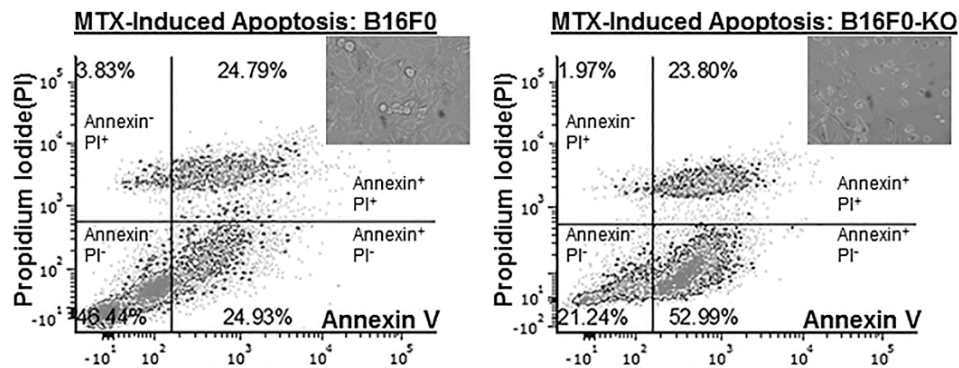 MTX-Induced Apoptosis: B16F0
3.83%
24.79%
Annexin⁻
PI⁺
Annexin⁺
PI⁺
Annexin⁻
PI⁻
Annexin⁺
PI⁻
46.44%
24.93%
Annexin V
Propidium Iodide(PI)
10⁵
10⁴
10³
10²
-10¹
-10¹ 10² 10³ 10⁴ 10⁵
MTX-Induced Apoptosis: B16F0-KO
1.97%
23.80%
Annexin⁻
PI⁺
Annexin⁺
PI⁺
Annexin⁻
PI⁻
Annexin⁺
PI⁻
21.24%
52.99%
Annexin V
Propidium Iodide(PI)
10⁵
10⁴
10³
10¹
-10²
-10¹ 10² 10³ 10⁴ 10⁵